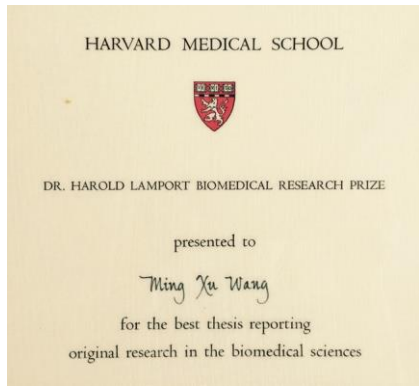 HARVARD MEDICAL SCHOOL
DR. HAROLD LAMPORT BIOMEDICAL RESEARCH PRIZE
presented to
Ming Xu Wang
for the best thesis reporting
original research in the biomedical sciences